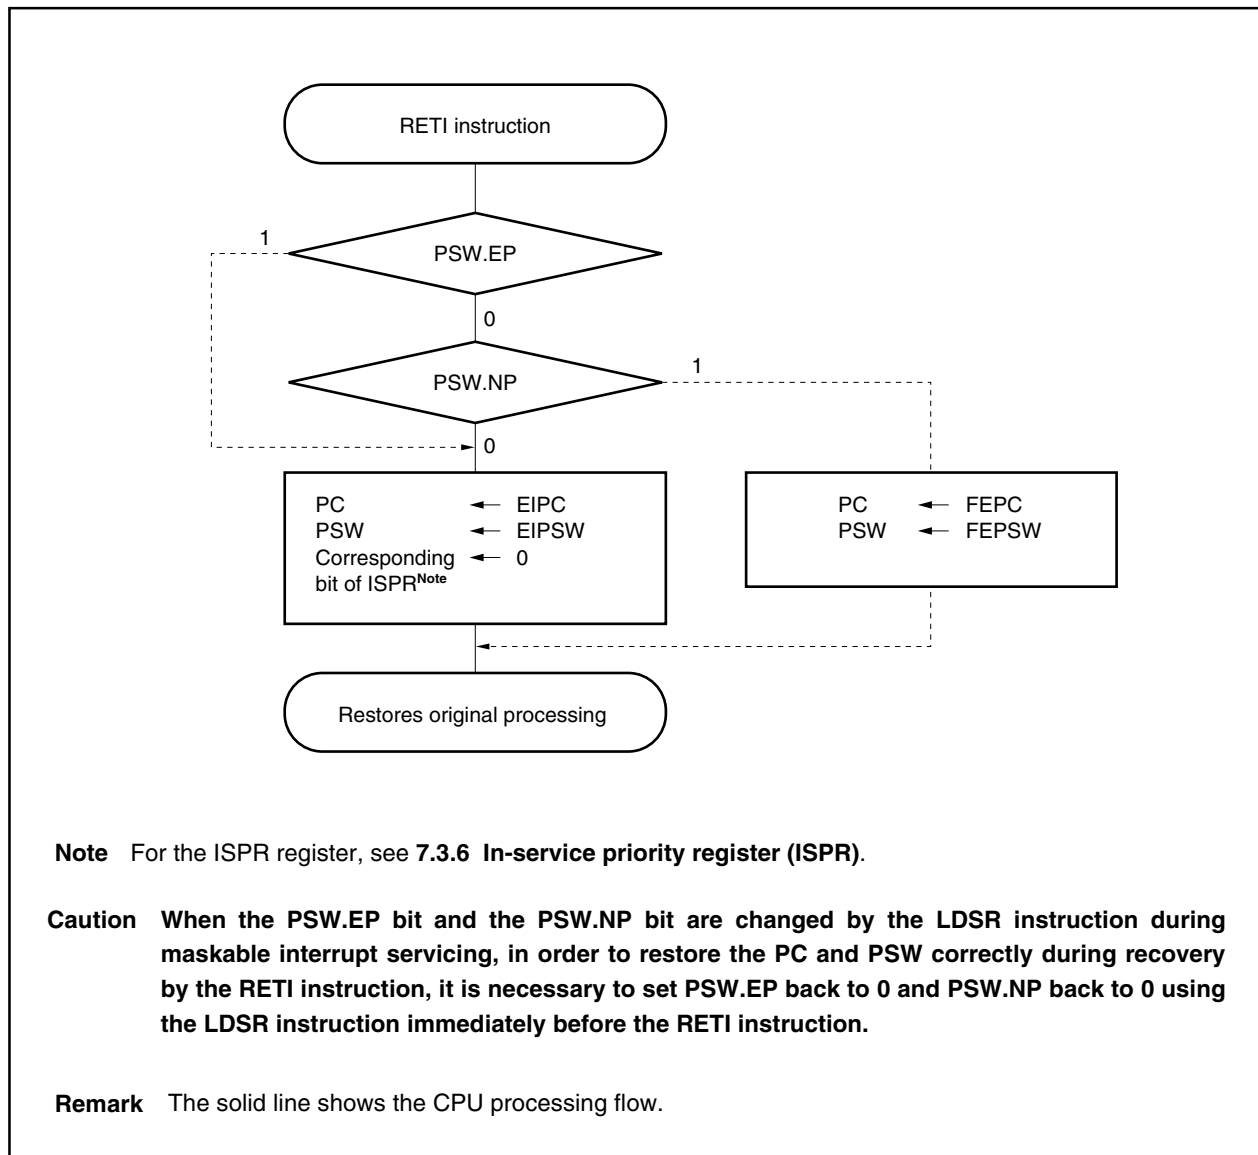 RETI instruction
1
PSW.EP
0
PSW.NP
1
0
PC ← EIPC
PSW ← EIPSW
Corresponding ← 0
bit of ISPRNote
PC ← FEPC
PSW ← FEPSW
Restores original processing
Note For the ISPR register, see 7.3.6 In-service priority register (ISPR).
Caution When the PSW.EP bit and the PSW.NP bit are changed by the LDSR instruction during
maskable interrupt servicing, in order to restore the PC and PSW correctly during recovery
by the RETI instruction, it is necessary to set PSW.EP back to 0 and PSW.NP back to 0 using
the LDSR instruction immediately before the RETI instruction.
Remark The solid line shows the CPU processing flow.